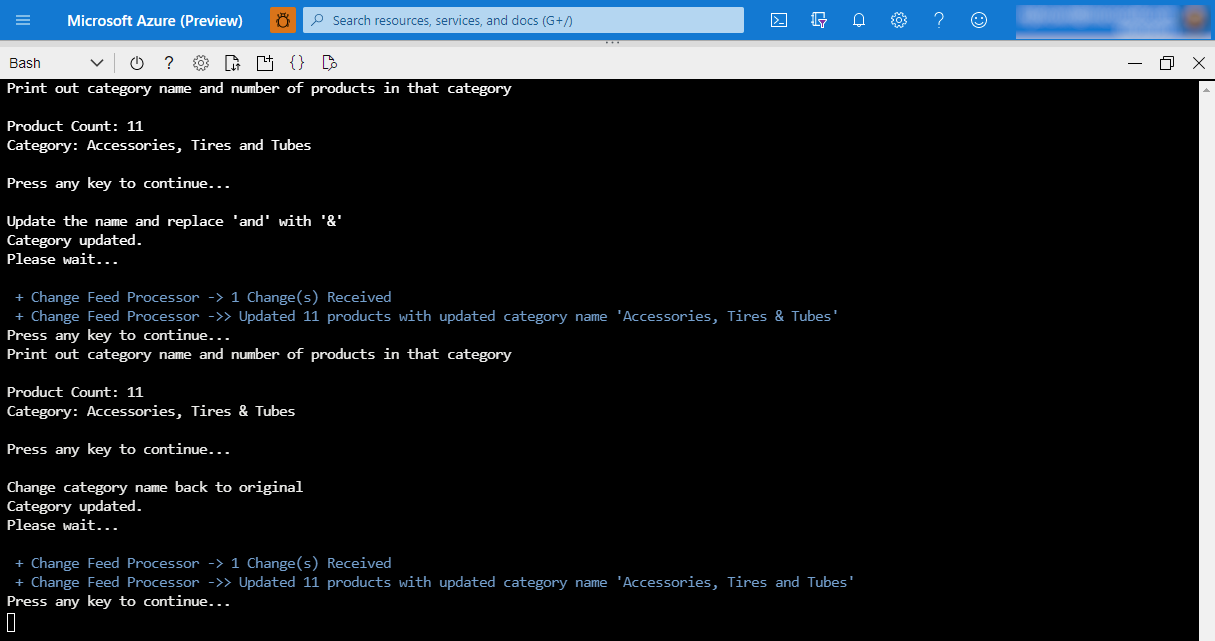 Microsoft Azure (Preview)
Search resources, services, and docs (G+/)
Bash
Print out category name and number of products in that category
Product Count: 11
Category: Accessories, Tires and Tubes
Press any key to continue...
Update the name and replace 'and' with '&'
Category updated.
Please wait...
+ Change Feed Processor -> 1 Change(s) Received
+ Change Feed Processor ->> Updated 11 products with updated category name 'Accessories, Tires & Tubes'
Press any key to continue...
Print out category name and number of products in that category
Product Count: 11
Category: Accessories, Tires & Tubes
Press any key to continue...
Change category name back to original
Category updated.
Please wait...
+ Change Feed Processor -> 1 Change(s) Received
+ Change Feed Processor ->> Updated 11 products with updated category name 'Accessories, Tires and Tubes'
Press any key to continue...